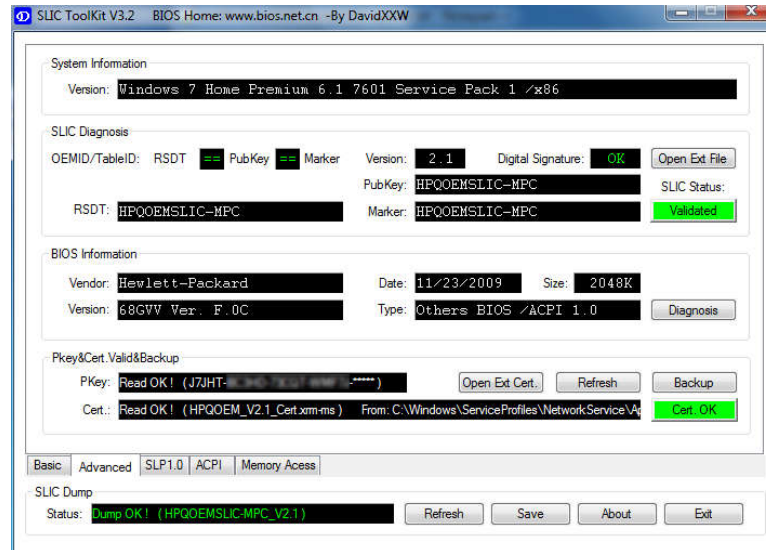 SLIC ToolKit V3.2 BIOS Home: www.bios.net.cn -By DavidXXW
System Information
Version: Windows 7 Home Premium 6.1 7601 Service Pack 1 /x86
SLIC Diagnosis
OEMID/TableID: RSDT == PubKey == Marker Version: 2.1 Digital Signature: OK Open Ext File
PubKey: HPQOEMSLIC-MPC SLIC Status:
RSDT: HPQOEMSLIC-MPC Marker: HPQOEMSLIC-MPC Validated
BIOS Information
Vendor: Hewlett-Packard Date: 11/23/2009 Size: 2048K
Version: 68GVV Ver. F.0C Type: Others BIOS /ACPI 1.0 Diagnosis
Pkey&Cert.Valid&Backup
PKey: Read OK! (J7JHT- -***** ) Open Ext Cert. Refresh Backup
Cert.: Read OK! ( HPQOEM_V2.1_Cert.xrm-ms ) From: C:\Windows\ServiceProfiles\NetworkService\Ap Cert. OK
Basic Advanced SLP1.0 ACPI Memory Acess
SLIC Dump
Status: Dump OK! ( HPQOEMSLIC-MPC_V2.1 ) Refresh Save About Exit